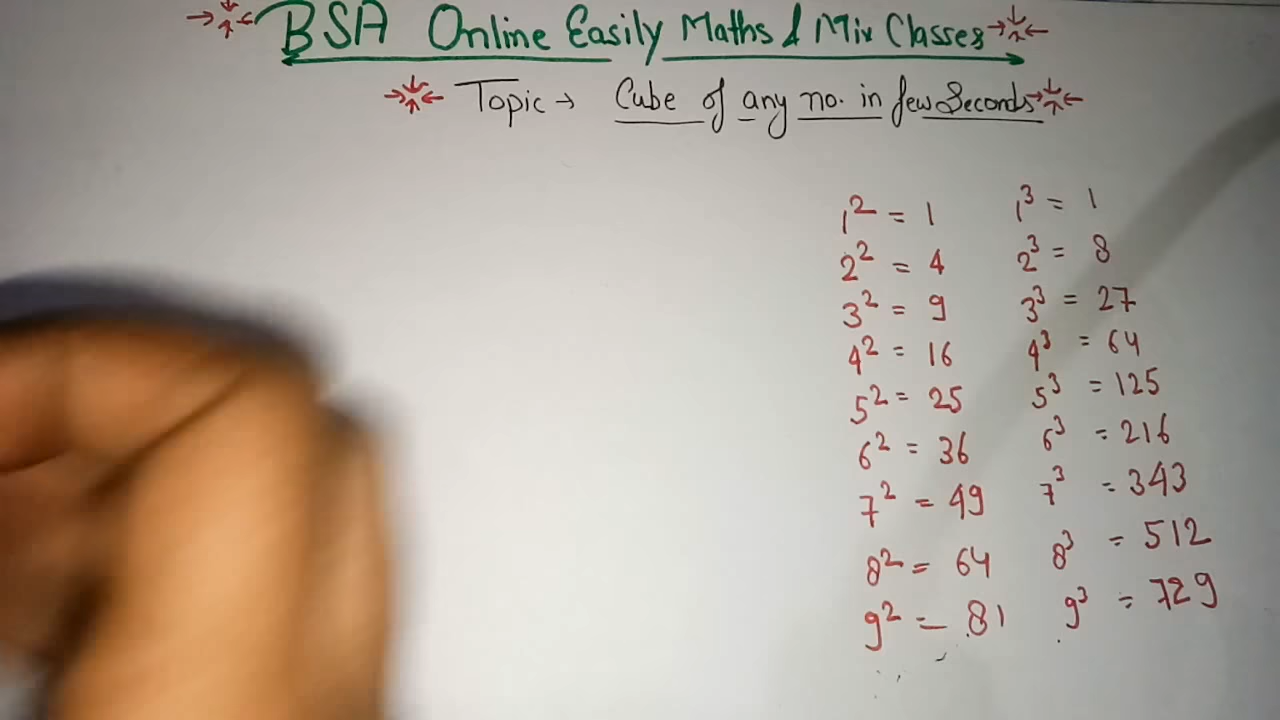 BSA Online Easily Maths & Mix Classes
Topic → Cube of any no. in few Seconds
1² = 1 1³ = 1
2² = 4 2³ = 8
3² = 9 3³ = 27
4² = 16 4³ = 64
5² = 25 5³ = 125
6² = 36 6³ = 216
7² = 49 7³ = 343
8² = 64 8³ = 512
9² = 81 9³ = 729